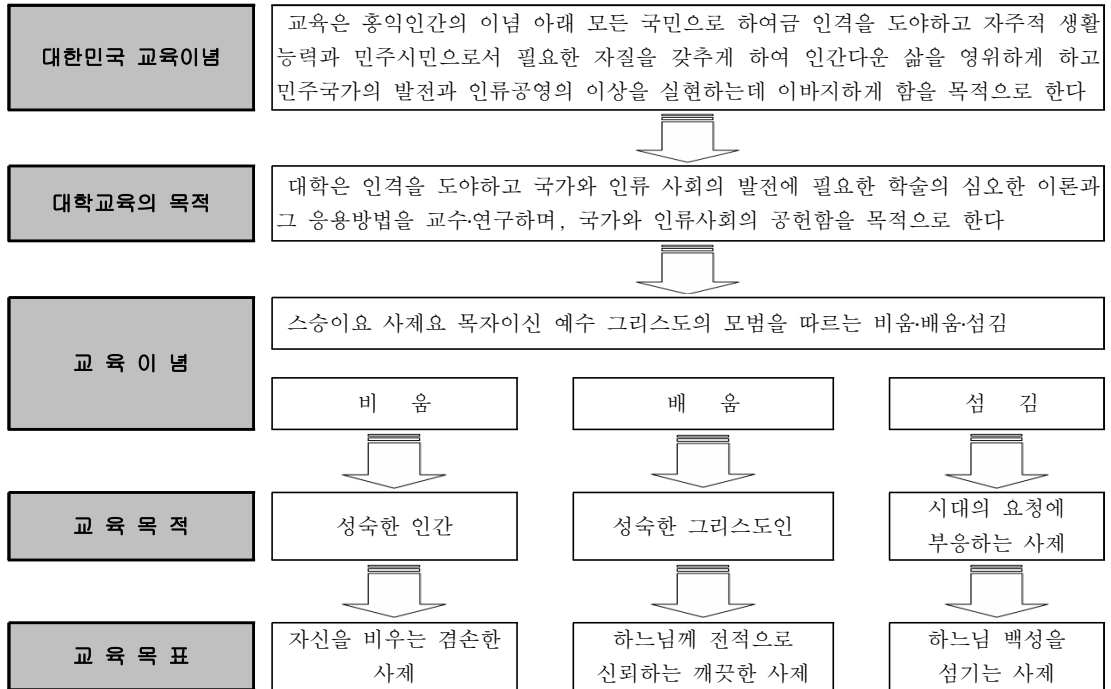 대한민국 교육이념
교육은 홍익인간의 이념 아래 모든 국민으로 하여금 인격을 도야하고 자주적 생활
능력과 민주시민으로서 필요한 자질을 갖추게 하여 인간다운 삶을 영위하게 하고
민주국가의 발전과 인류공영의 이상을 실현하는데 이바지하게 함을 목적으로 한다
대학교육의 목적
대학은 인격을 도야하고 국가와 인류 사회의 발전에 필요한 학술의 심오한 이론과
그 응용방법을 교수·연구하며, 국가와 인류사회의 공헌함을 목적으로 한다
교 육 이 념
스승이요 사제요 목자이신 예수 그리스도의 모범을 따르는 비움·배움·섬김
비 움
배 움
섬 김
교 육 목 적
성숙한 인간
성숙한 그리스도인
시대의 요청에
부응하는 사제
교 육 목 표
자신을 비우는 겸손한
사제
하느님께 전적으로
신뢰하는 깨끗한 사제
하느님 백성을
섬기는 사제